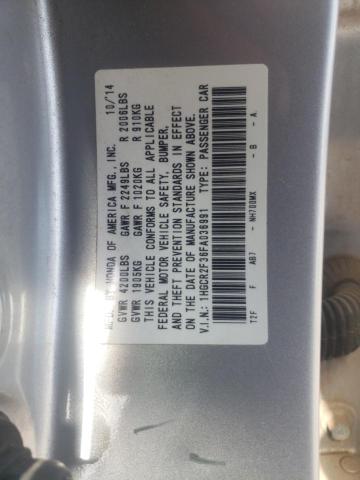 MFD. BY HONDA OF AMERICA MFG., INC. 10/'14
GVWR 4200LBS GAWR F 2249LBS R 2006LBS
GVWR 1905KG GAWR F 1020KG R 910KG
THIS VEHICLE CONFORMS TO ALL APPLICABLE
FEDERAL MOTOR VEHICLE SAFETY, BUMPER,
AND THEFT PREVENTION STANDARDS IN EFFECT
ON THE DATE OF MANUFACTURE SHOWN ABOVE.
V.I.N.: 1HGCR2F36FA036991 TYPE: PASSENGER CAR
T2F F AB7 - NH700MX - B - A